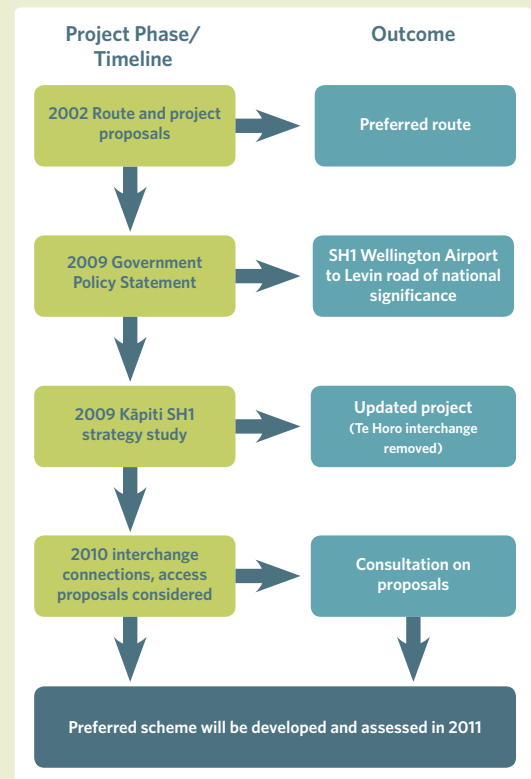 Project Phase/
Timeline
Outcome
2002 Route and project
proposals
Preferred route
2009 Government
Policy Statement
SH1 Wellington Airport
to Levin road of national
significance
2009 Kāpiti SH1
strategy study
Updated project
(Te Horo interchange
removed)
2010 interchange
connections, access
proposals considered
Consultation on
proposals
Preferred scheme will be developed and assessed in 2011